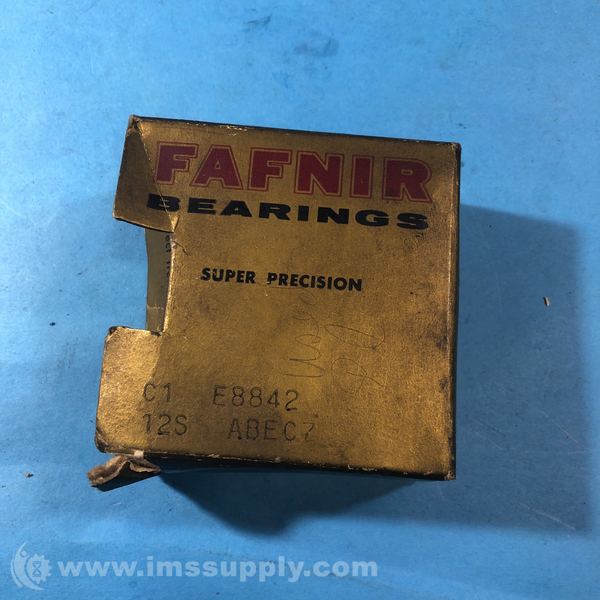 FAFNIR
BEARINGS
SUPER PRECISION
C1 E8842
12S ABEC7
www.imssupply.com